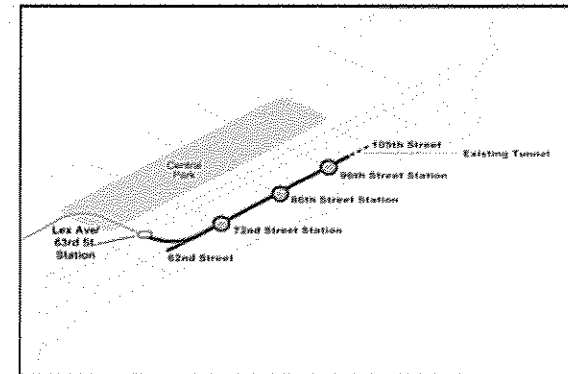 105th Street
Existing Tunnel
96th Street Station
86th Street Station
72nd Street Station
62nd Street
Central
Park
Lex Ave/
63rd St.
Station